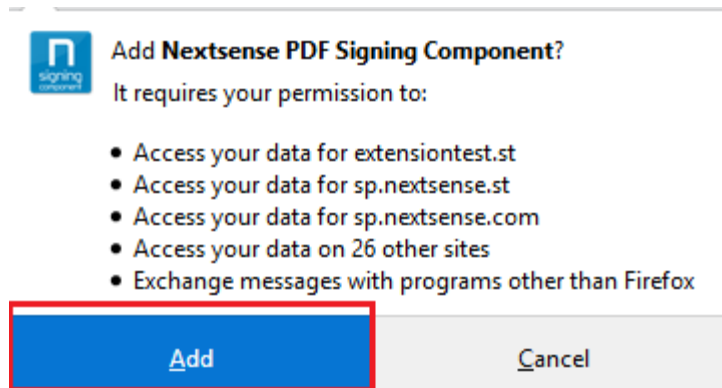 n
signing
component
Add Nextsense PDF Signing Component?
It requires your permission to:
• Access your data for extensiontest.st
• Access your data for sp.nextsense.st
• Access your data for sp.nextsense.com
• Access your data on 26 other sites
• Exchange messages with programs other than Firefox
Add
Cancel